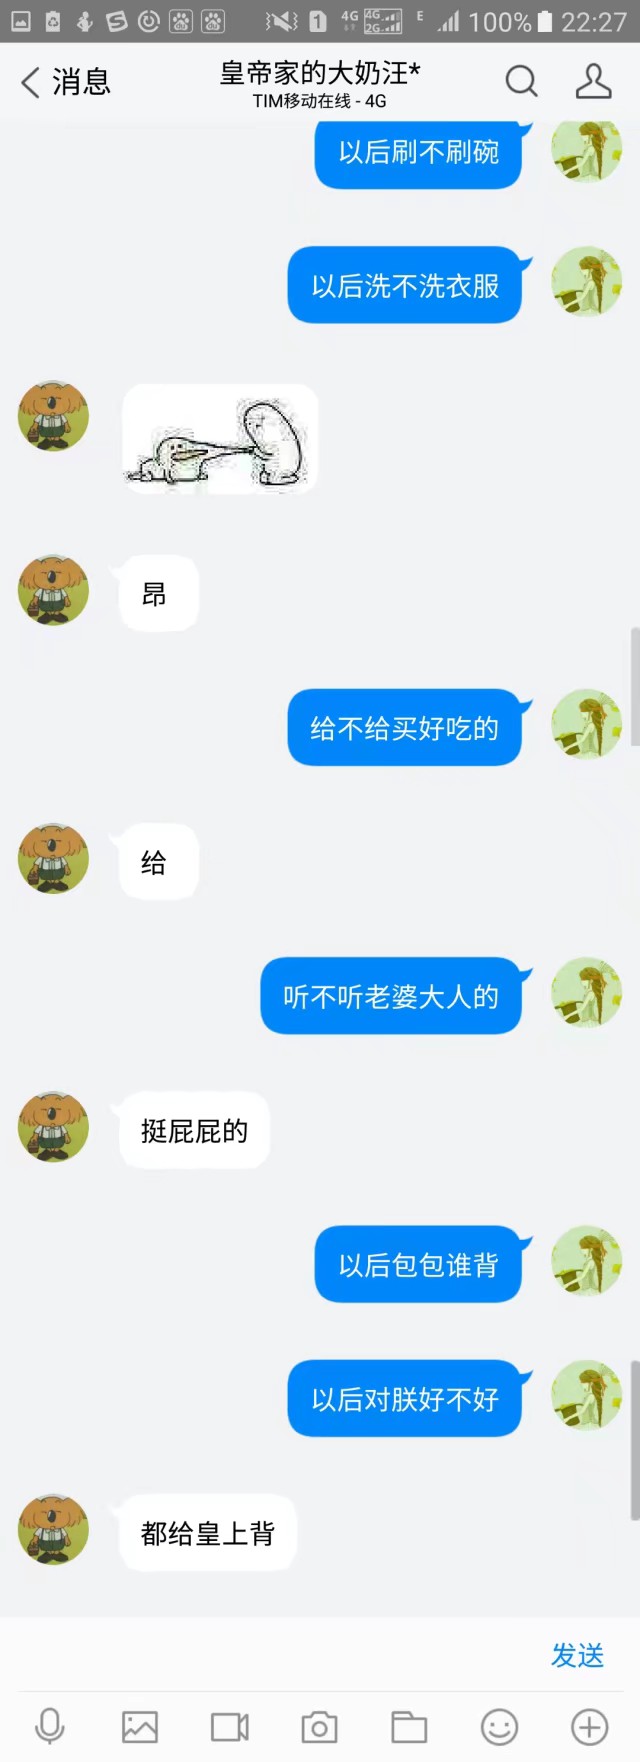 1 4G 4G 2G E 100% 22:27
消息
皇帝家的大奶汪*
TIM移动在线 - 4G
以后刷不刷碗
以后洗不洗衣服
昂
给不给买好吃的
给
听不听老婆大人的
挺屁屁的
以后包包谁背
以后对朕好不好
都给皇上背
发送